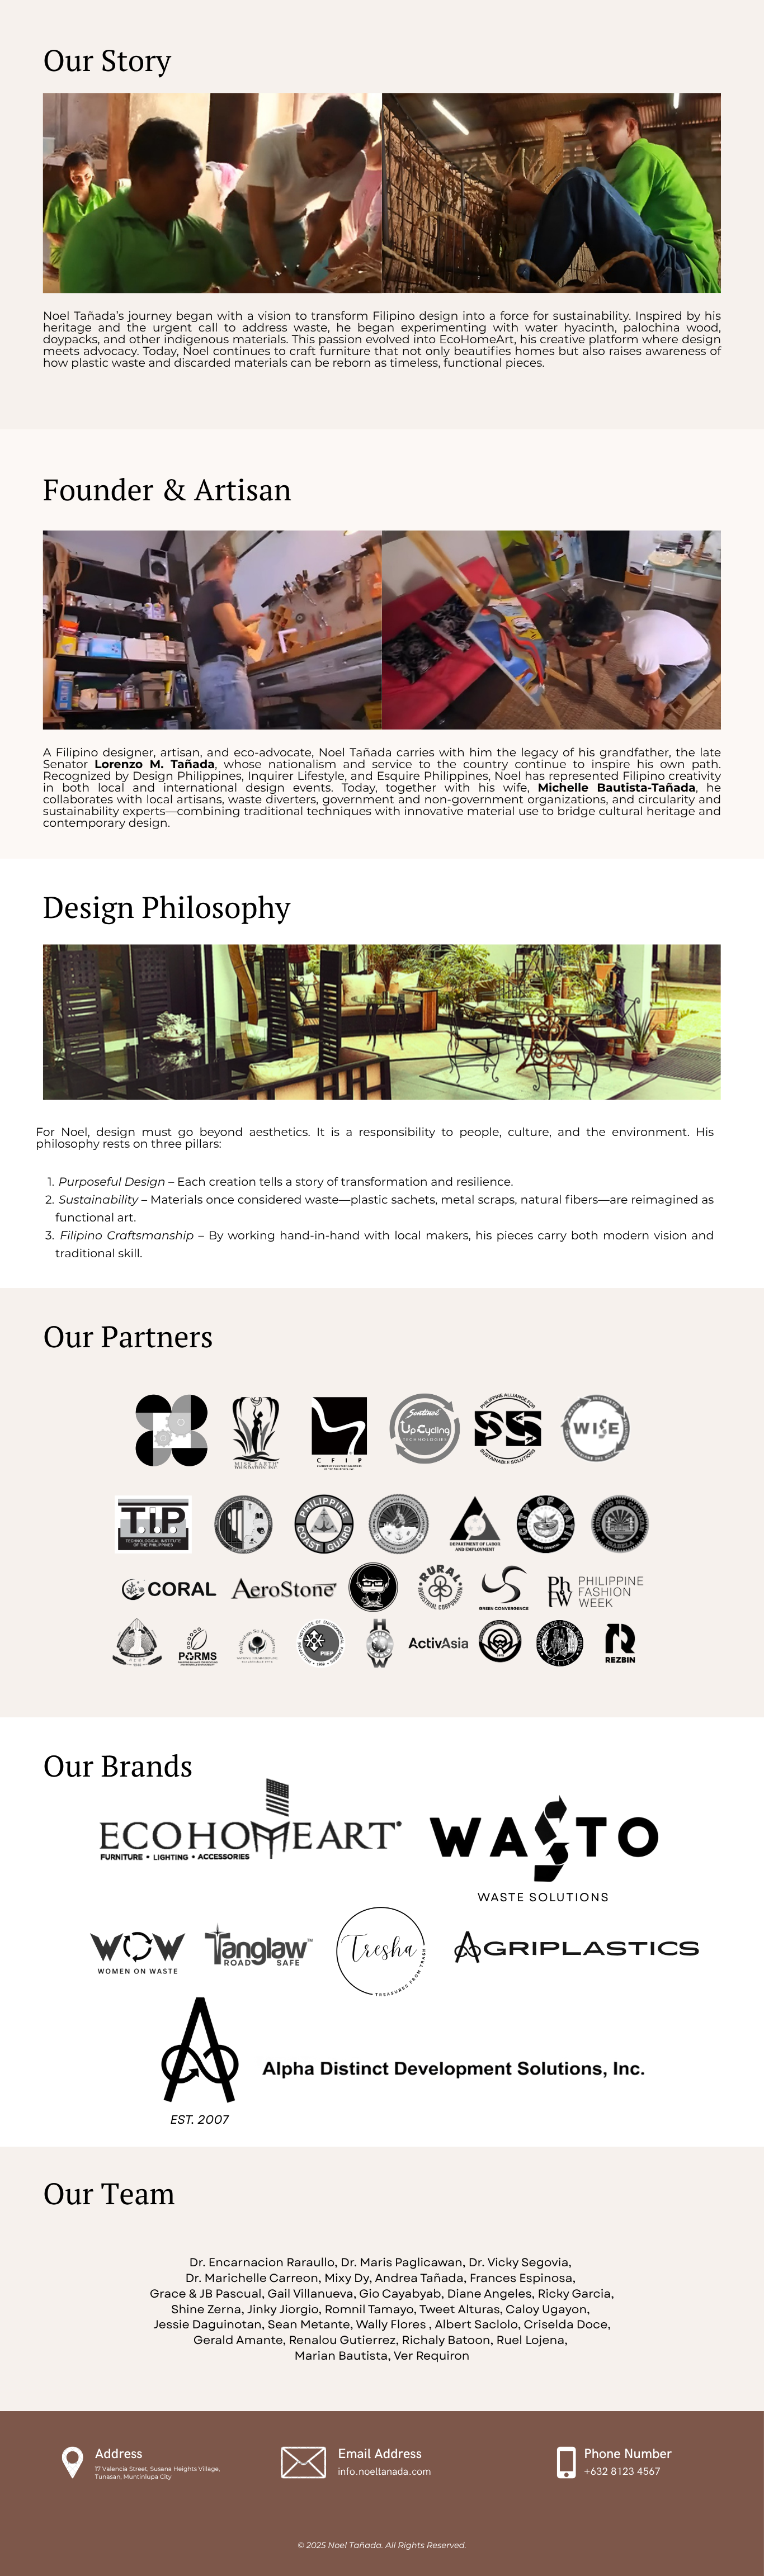 Our Story
Noel Tañada's journey began with a vision to transform Filipino design into a force for sustainability. Inspired by his
heritage and the urgent call to address waste, he began experimenting with water hyacinth, palochina wood,
doypacks, and other indigenous materials. This passion evolved into EcoHomeArt, his creative platform where design
meets advocacy. Today, Noel continues to craft furniture that not only beautifies homes but also raises awareness of
how plastic waste and discarded materials can be reborn as timeless, functional pieces.
Founder & Artisan
A Filipino designer, artisan, and eco-advocate, Noel Tañada carries with him the legacy of his grandfather, the late
Senator Lorenzo M. Tañada, whose nationalism and service to the country continue to inspire his own path.
Recognized by Design Philippines, Inquirer Lifestyle, and Esquire Philippines, Noel has represented Filipino creativity
in both local and international design events. Today, together with his wife, Michelle Bautista-Tañada, he
collaborates with local artisans, waste diverters, government and non-government organizations, and circularity and
sustainability experts—combining traditional techniques with innovative material use to bridge cultural heritage and
contemporary design.
Design Philosophy
For Noel, design must go beyond aesthetics. It is a responsibility to people, culture, and the environment. His
philosophy rests on three pillars:
1. Purposeful Design – Each creation tells a story of transformation and resilience.
2. Sustainability – Materials once considered waste—plastic sachets, metal scraps, natural fibers—are reimagined as
functional art.
3. Filipino Craftsmanship – By working hand-in-hand with local makers, his pieces carry both modern vision and
traditional skill.
Our Partners
MISS EARTH
FOUNDATION, INC.
CFIP
Sentinel
UpCycling
TECHNOLOGIES
PHILIPPINE ALLIANCE FOR
SS
SUSTAINABLE SOLUTIONS
WISE
TIP
TECHNOLOGICAL INSTITUTE
OF THE PHILIPPINES
PHILIPPINE
COAST GUARD
DEPARTMENT OF LABOR
AND EMPLOYMENT
CITY OF
CORAL
AeroStone
RURAL
INDUSTRIAL CORPORATION
GREEN CONVERGENCE
PhFW
PHILIPPINE
FASHION
WEEK
PORMS
PIEP
ActivAsia
REZBIN
Our Brands
ECOHOMEART
FURNITURE • LIGHTING • ACCESSORIES
WASTO
WASTE SOLUTIONS
WOW
WOMEN ON WASTE
Tanglaw™
ROAD SAFE
Tresha
TREASURES FROM TRASH
AGRIPLASTICS
Alpha Distinct Development Solutions, Inc.
EST. 2007
Our Team
Dr. Encarnacion Raraullo, Dr. Maris Paglicawan, Dr. Vicky Segovia,
Dr. Marichelle Carreon, Mixy Dy, Andrea Tañada, Frances Espinosa,
Grace & JB Pascual, Gail Villanueva, Gio Cayabyab, Diane Angeles, Ricky Garcia,
Shine Zerna, Jinky Jiorgio, Romnil Tamayo, Tweet Alturas, Caloy Ugayon,
Jessie Daguinotan, Sean Metante, Wally Flores , Albert Saclolo, Criselda Doce,
Gerald Amante, Renalou Gutierrez, Richaly Batoon, Ruel Lojena,
Marian Bautista, Ver Requiron
Address
17 Valencia Street, Susana Heights Village,
Tunasan, Muntinlupa City
Email Address
info.noeltanada.com
Phone Number
+632 8123 4567
© 2025 Noel Tañada. All Rights Reserved.